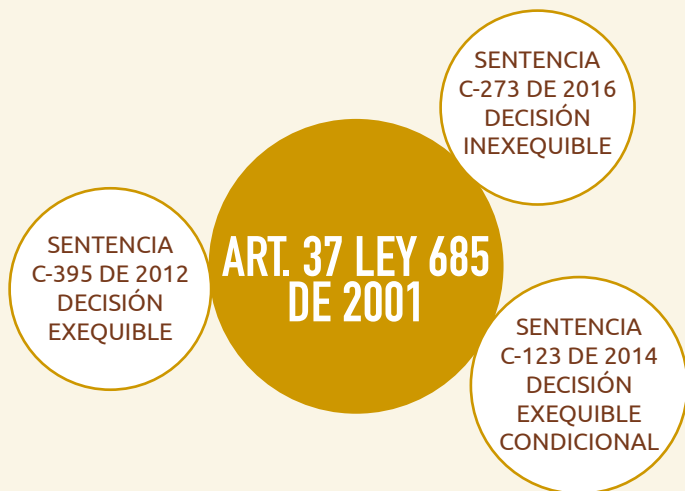 SENTENCIA
C-273 DE 2016
DECISIÓN
INEXEQUIBLE
ART. 37 LEY 685
DE 2001
SENTENCIA
C-395 DE 2012
DECISIÓN
EXEQUIBLE
SENTENCIA
C-123 DE 2014
DECISIÓN
EXEQUIBLE
CONDICIONAL